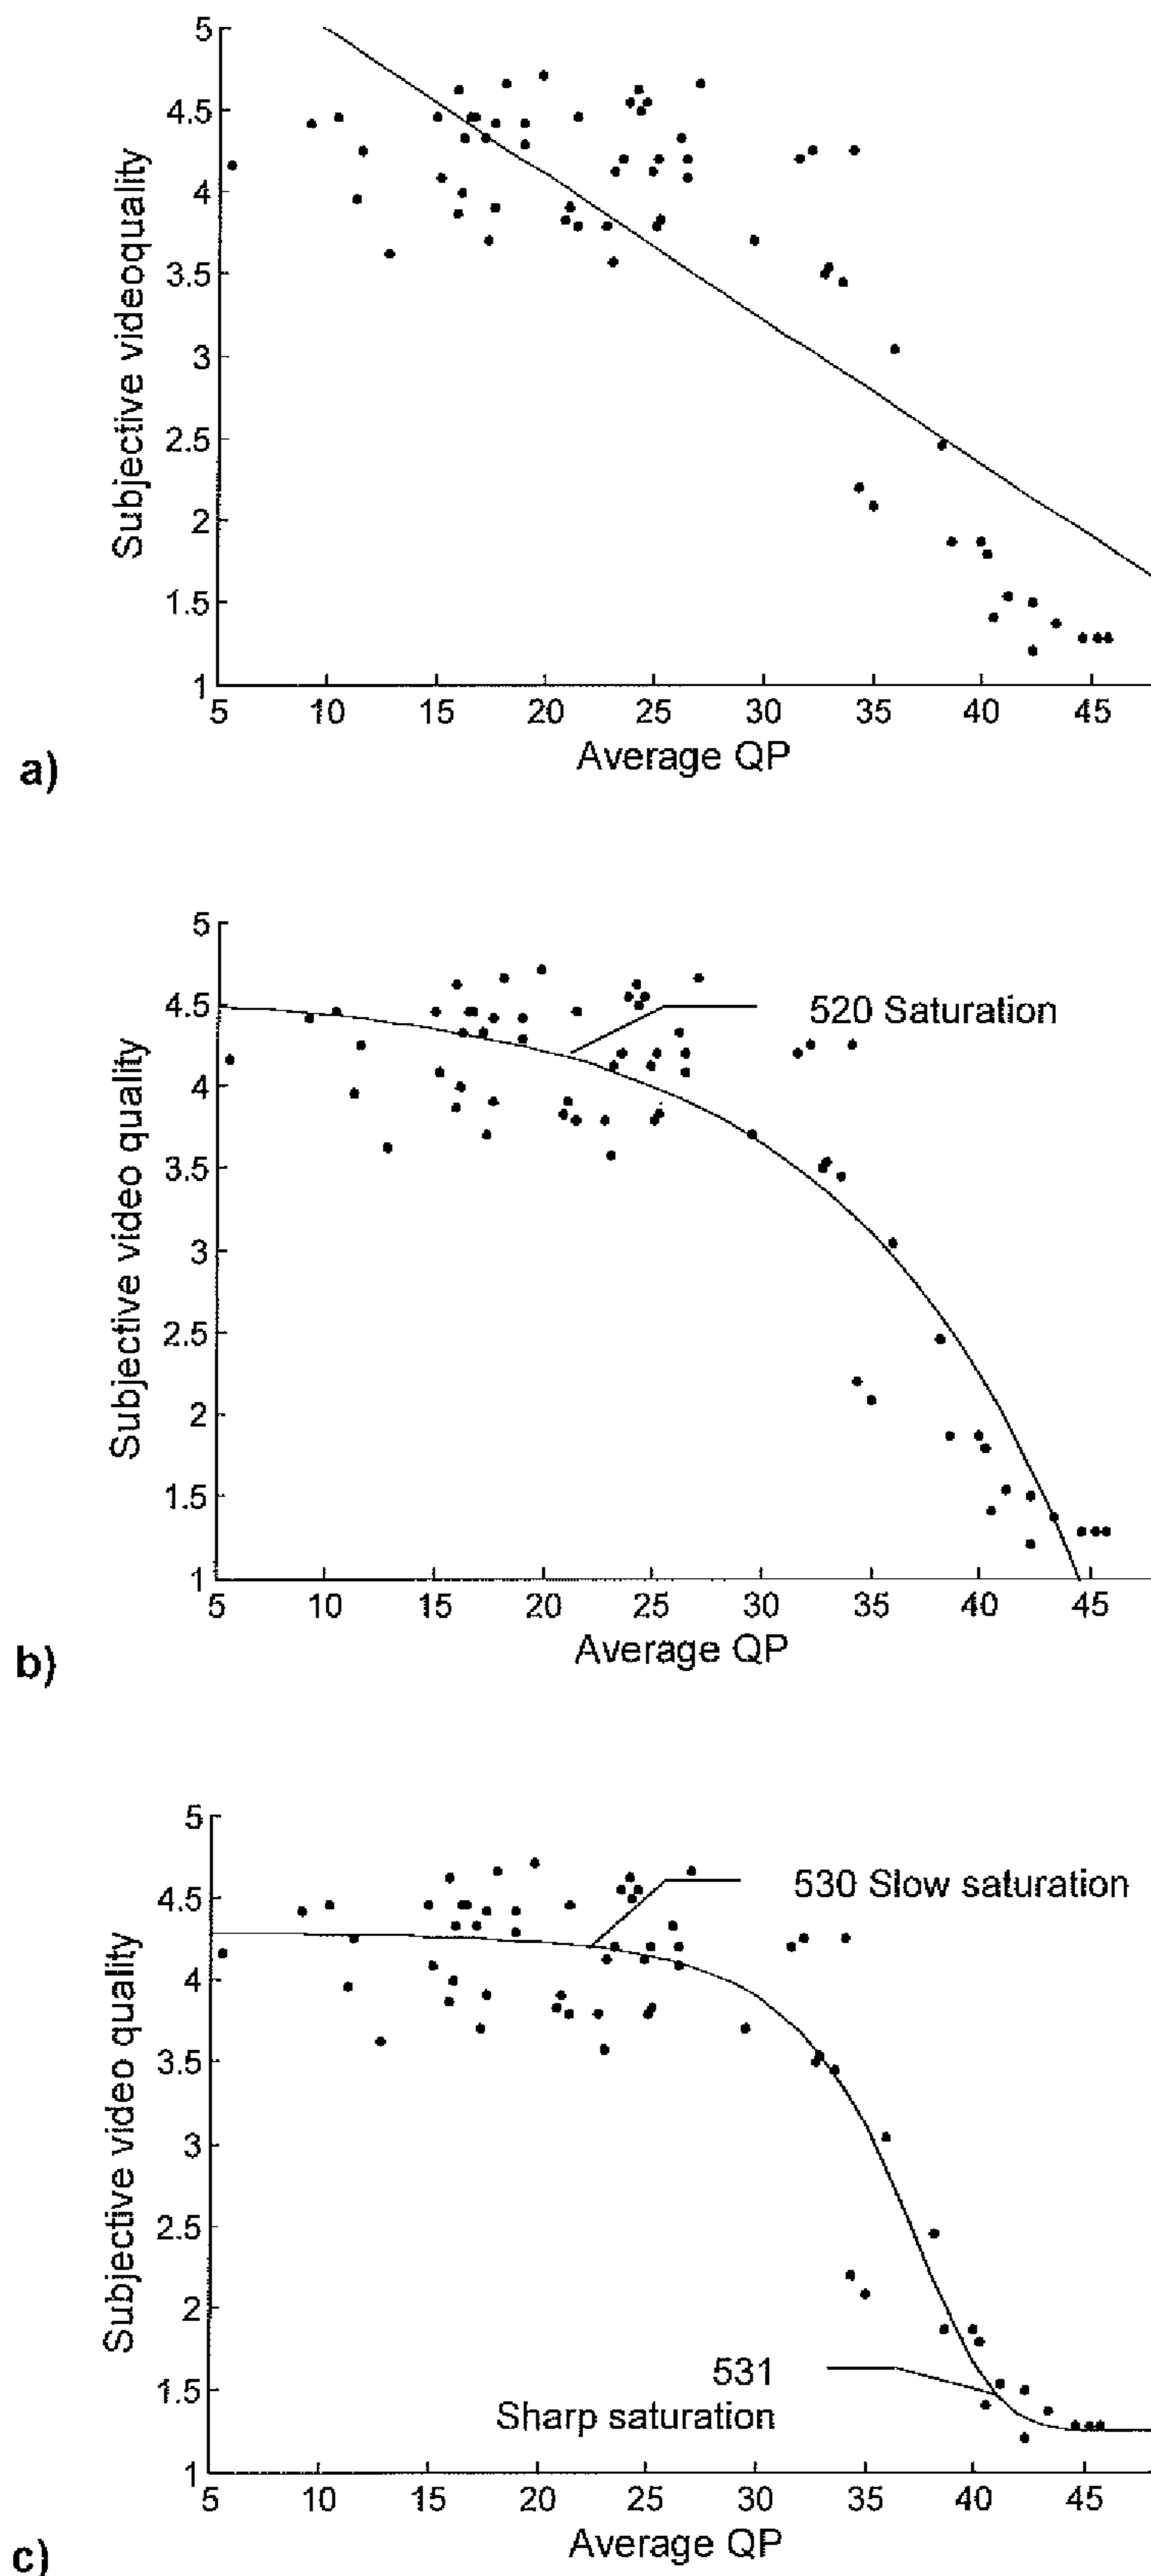 5
4.5
4
3.5
3
2.5
2
1.5
1
Subjective videoquality
5 10 15 20 25 30 35 40 45
Average QP
a)
5
4.5
4
3.5
3
2.5
2
1.5
1
Subjective video quality
520 Saturation
5 10 15 20 25 30 35 40 45
Average QP
b)
5
4.5
4
3.5
3
2.5
2
1.5
1
Subjective video quality
530 Slow saturation
531
Sharp saturation
5 10 15 20 25 30 35 40 45
Average QP
c)